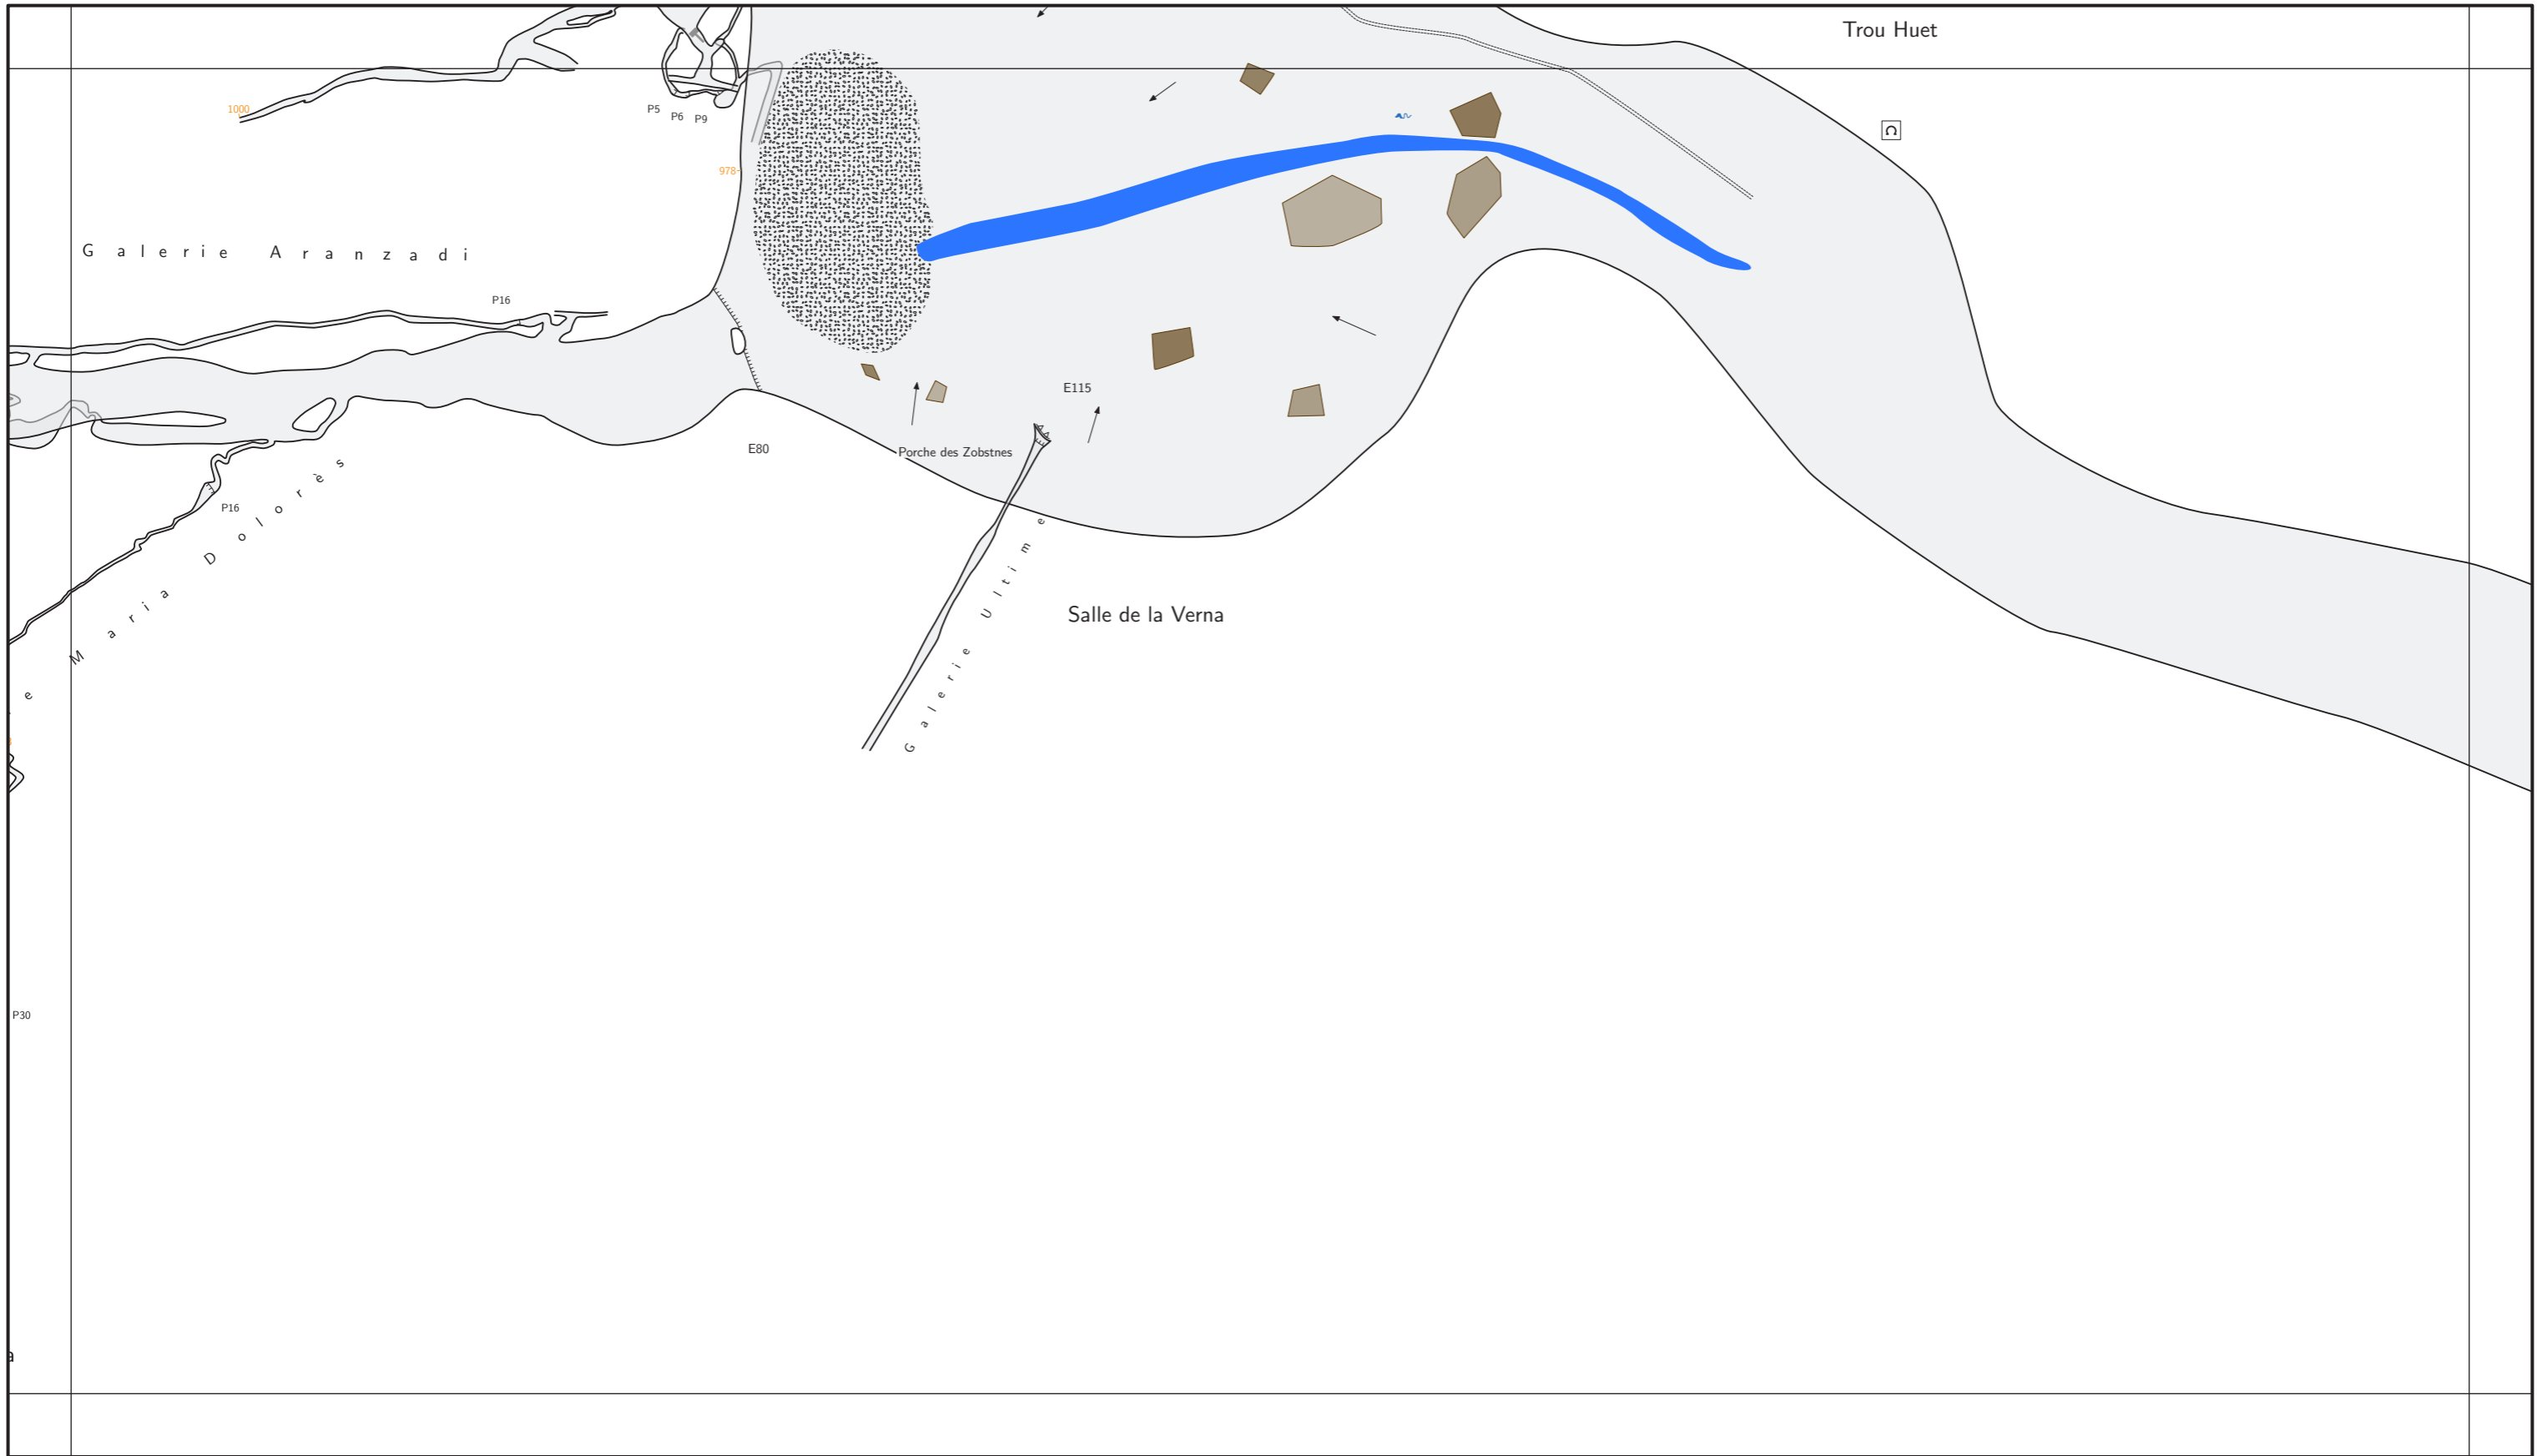 Trou Huet
1000
P5
P6
P9
978
Galerie Aranzadi
P16
E115
E80
Porche des Zobstnes
P16
e Maria Dolorès
Galerie Ultime
Salle de la Verna
P30
a